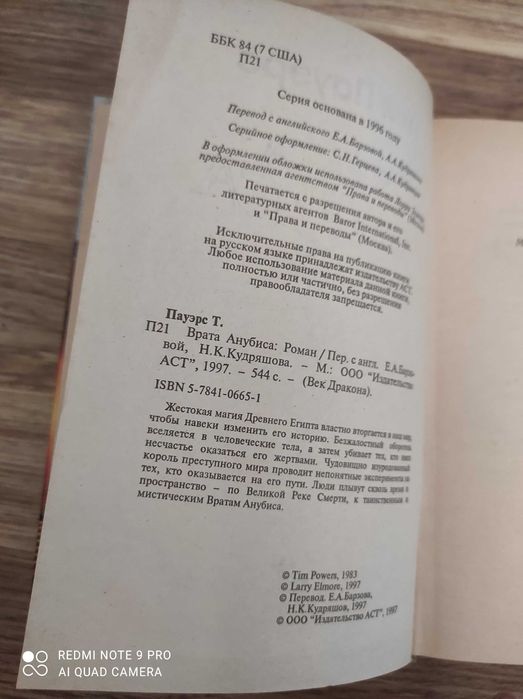 ББК 84 (7 США)
П21
Серия основана в 1996 году
Перевод с английского Е.А.Барзовой, А.А.Кудряшова
Серийное оформление: С.Н.Герцева, А.А.Кудрявцев
В оформлении обложки использована работа Ларри
предоставленная агентством "Права и переводы"
Печатается с разрешения автора и его
литературных агентов Baror International, Inc.
и "Права и переводы" (Москва).
Исключительные права на публикацию книги
на русском языке принадлежат издательству АСТ.
Любое использование материала данной книги,
полностью или частично, без разрешения
правообладателя запрещается.
Пауэрс Т.
П21 Врата Анубиса: Роман / Пер. с англ. Е.А.Барзо-
вой, Н.К.Кудряшова. – М.: ООО "Издательство
АСТ", 1997. – 544 с. – (Век Дракона).
ISBN 5-7841-0665-1
Жестокая магия Древнего Египта властно вторгается в наш мир,
чтобы навеки изменить его историю. Безжалостный оборотень
вселяется в человеческие тела, а затем убивает тех, кто имел
несчастье оказаться его жертвами. Чудовищно изуродованный
король преступного мира проводит непонятные эксперименты на
тех, кто оказывается на его пути. Люди плывут сквозь время и
пространство – по Великой Реке Смерти, к таинственным и
мистическим Вратам Анубиса.
© Tim Powers, 1983
© Larry Elmore, 1997
© Перевод. Е.А.Барзова,
Н.К.Кудряшов, 1997
© ООО "Издательство АСТ", 1997
REDMI NOTE 9 PRO
AI QUAD CAMERA